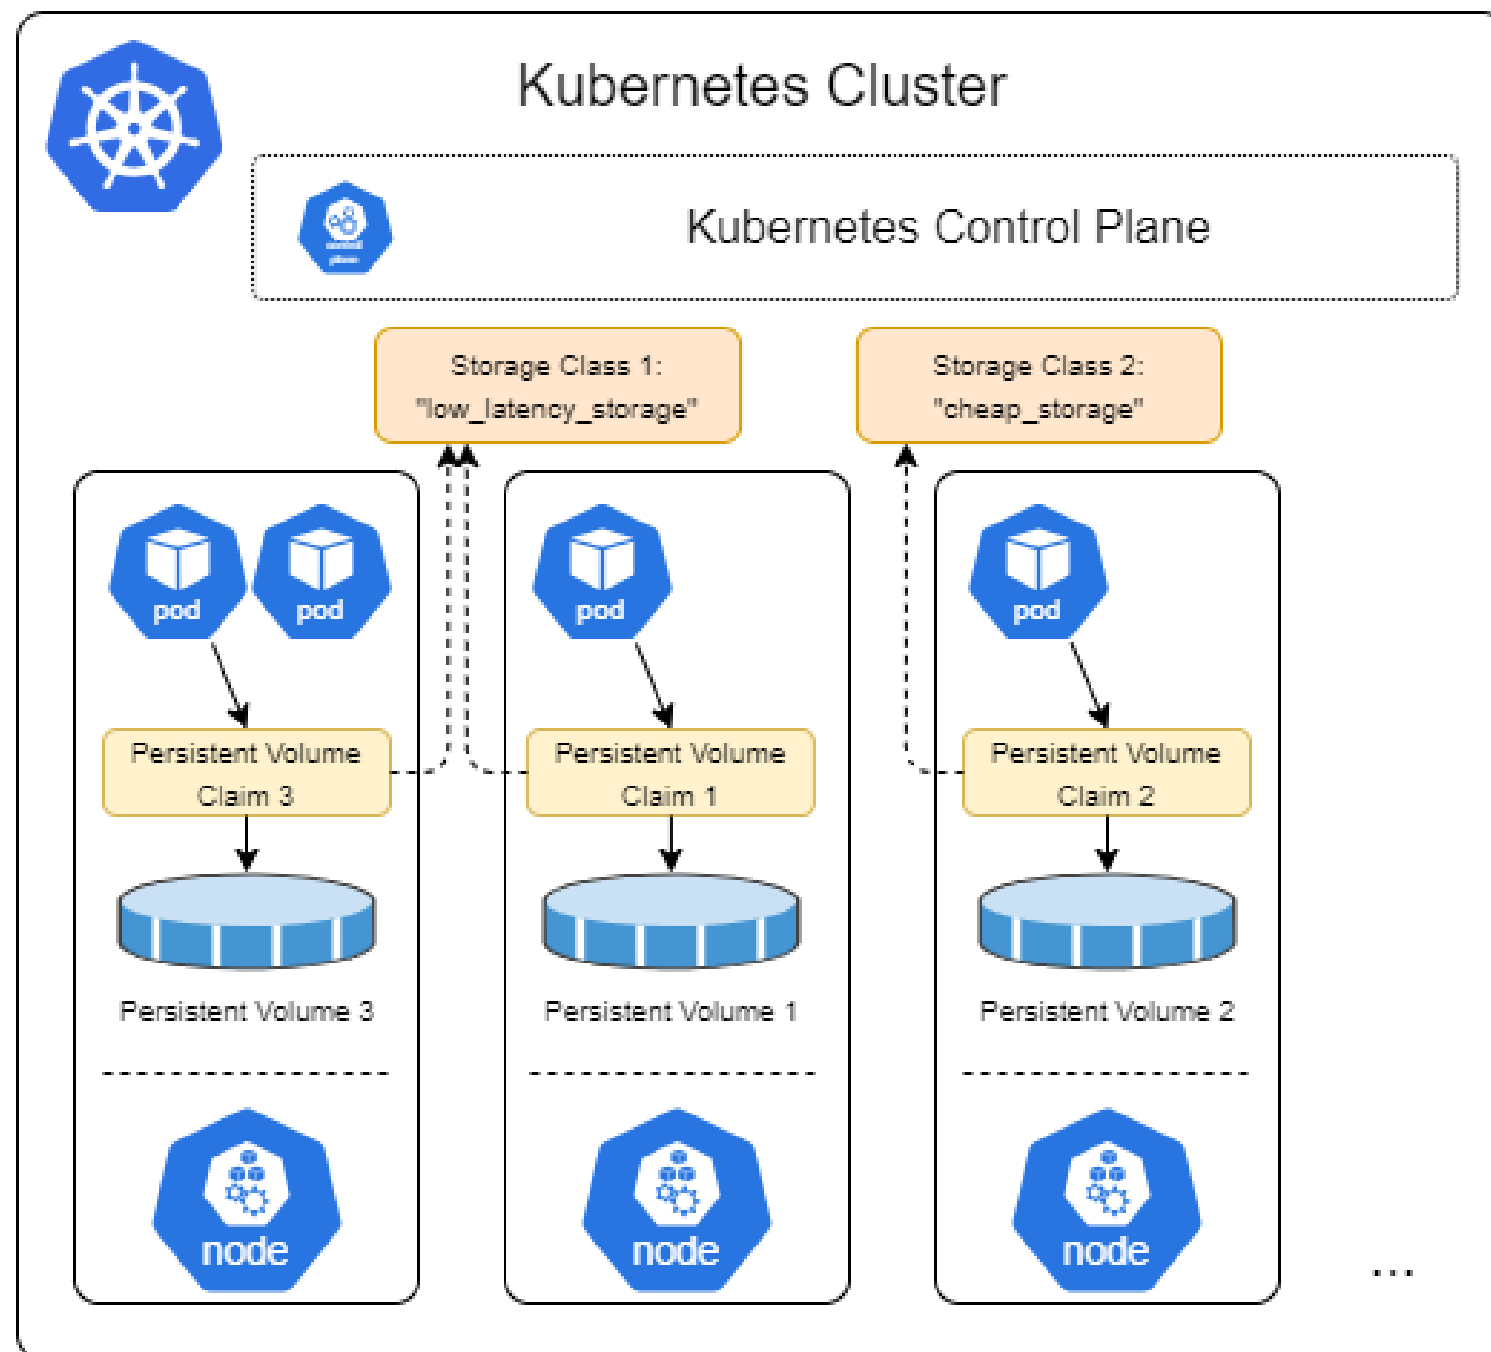 Kubernetes Cluster
control
plane
Kubernetes Control Plane
Storage Class 1:
"low_latency_storage"
Storage Class 2:
"cheap_storage"
pod
pod
pod
pod
Persistent Volume
Claim 3
Persistent Volume
Claim 1
Persistent Volume
Claim 2
Persistent Volume 3
Persistent Volume 1
Persistent Volume 2
node
node
node
...